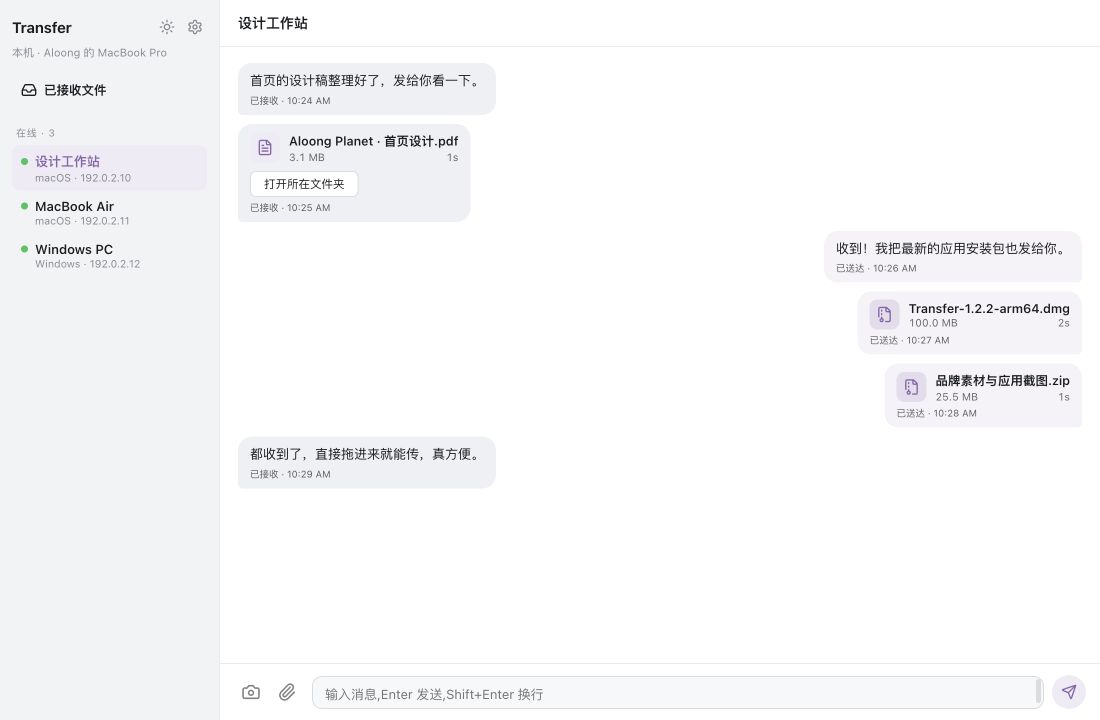 Transfer
本机 · Aloong 的 MacBook Pro
已接收文件
在线 · 3
设计工作站
macOS · 192.0.2.10
MacBook Air
macOS · 192.0.2.11
Windows PC
Windows · 192.0.2.12
设计工作站
首页的设计稿整理好了，发给你看一下。
已接收 · 10:24 AM
Aloong Planet · 首页设计.pdf
3.1 MB 1s
打开所在文件夹
已接收 · 10:25 AM
收到！我把最新的应用安装包也发给你。
已送达 · 10:26 AM
Transfer-1.2.2-arm64.dmg
100.0 MB 2s
已送达 · 10:27 AM
品牌素材与应用截图.zip
25.5 MB 1s
已送达 · 10:28 AM
都收到了，直接拖进来就能传，真方便。
已接收 · 10:29 AM
输入消息,Enter 发送,Shift+Enter 换行